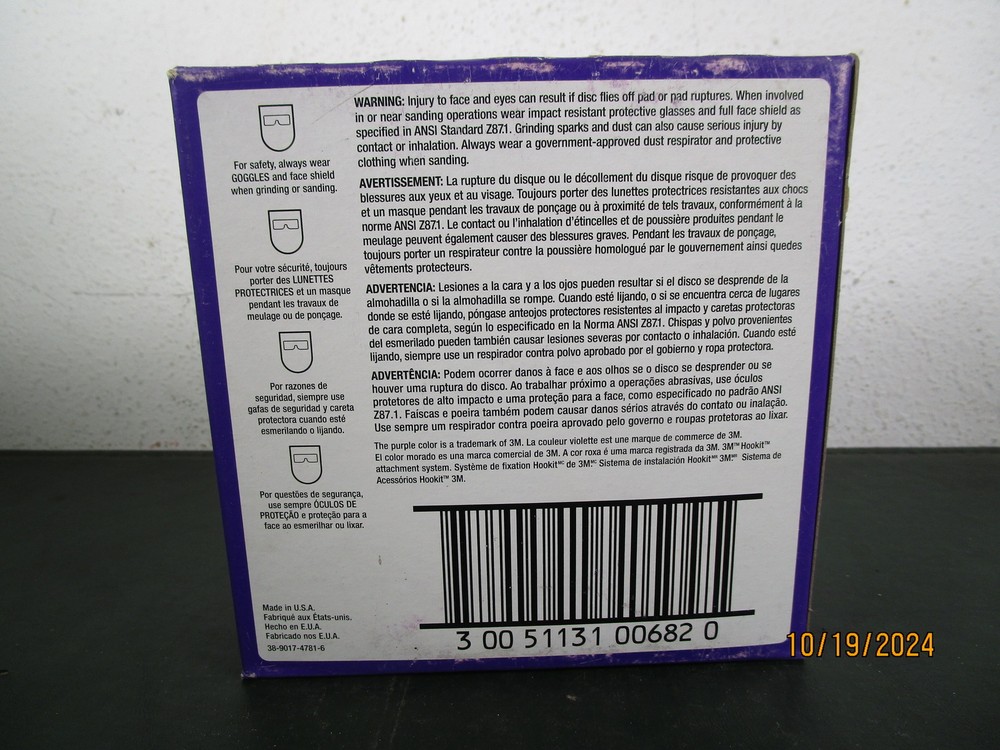 For safety, always wear
GOGGLES and face shield
when grinding or sanding.
Pour votre sécurité, toujours
porter des LUNETTES
PROTECTRICES et un masque
pendant les travaux de
meulage ou de ponçage.
Por razones de
seguridad, siempre use
gafas de seguridad y careta
protectora cuando esté
esmerilando o lijando.
Por questões de segurança,
use sempre ÓCULOS DE
PROTEÇÃO e proteção para a
face ao esmerilhar ou lixar.
Made in U.S.A.
Fabriqué aux États-unis.
Hecho en E.U.A.
Fabricado nos E.U.A.
38-9017-4781-6
WARNING: Injury to face and eyes can result if disc flies off pad or pad ruptures. When involved
in or near sanding operations wear impact resistant protective glasses and full face shield as
specified in ANSI Standard Z87.1. Grinding sparks and dust can also cause serious injury by
contact or inhalation. Always wear a government-approved dust respirator and protective
clothing when sanding.
AVERTISSEMENT: La rupture du disque ou le décollement du disque risque de provoquer des
blessures aux yeux et au visage. Toujours porter des lunettes protectrices resistantes aux chocs
et un masque pendant les travaux de ponçage ou à proximité de tels travaux, conformément à la
norme ANSI Z87.1. Le contact ou l'inhalation d'étincelles et de poussière produites pendant le
meulage peuvent également causer des blessures graves. Pendant les travaux de ponçage,
toujours porter un respirateur contre la poussière homologué par le gouvernement ainsi quedes
vêtements protecteurs.
ADVERTENCIA: Lesiones a la cara y a los ojos pueden resultar si el disco se desprende de la
almohadilla o si la almohadilla se rompe. Cuando esté lijando, o si se encuentra cerca de lugares
donde se esté lijando, póngase anteojos protectores resistentes al impacto y caretas protectoras
de cara completa, según lo especificado en la Norma ANSI Z87.1. Chispas y polvo provenientes
del esmerilado pueden también causar lesiones severas por contacto o inhalación. Cuando esté
lijando, siempre use un respirador contra polvo aprobado por el gobierno y ropa protectora.
ADVERTÊNCIA: Podem ocorrer danos à face e aos olhos se o disco se desprender ou se
houver uma ruptura do disco. Ao trabalhar próximo a operações abrasivas, use óculos
protetores de alto impacto e uma proteção para a face, como especificado no padrão ANSI
Z87.1. Faíscas e poeira também podem causar danos sérios através do contato ou inalação.
Use sempre um respirador contra poeira aprovado pelo governo e roupas protetoras ao lixar.
The purple color is a trademark of 3M. La couleur violette est une marque de commerce de 3M.
El color morado es una marca comercial de 3M. A cor roxa é uma marca registrada da 3M. 3M™ Hookit™
attachment system. Système de fixation Hookit MC de 3M.MC Sistema de instalación Hookit MR 3M.MR Sistema de
Acessórios Hookit™ 3M.
3 00 51131 00682 0
10/19/2024